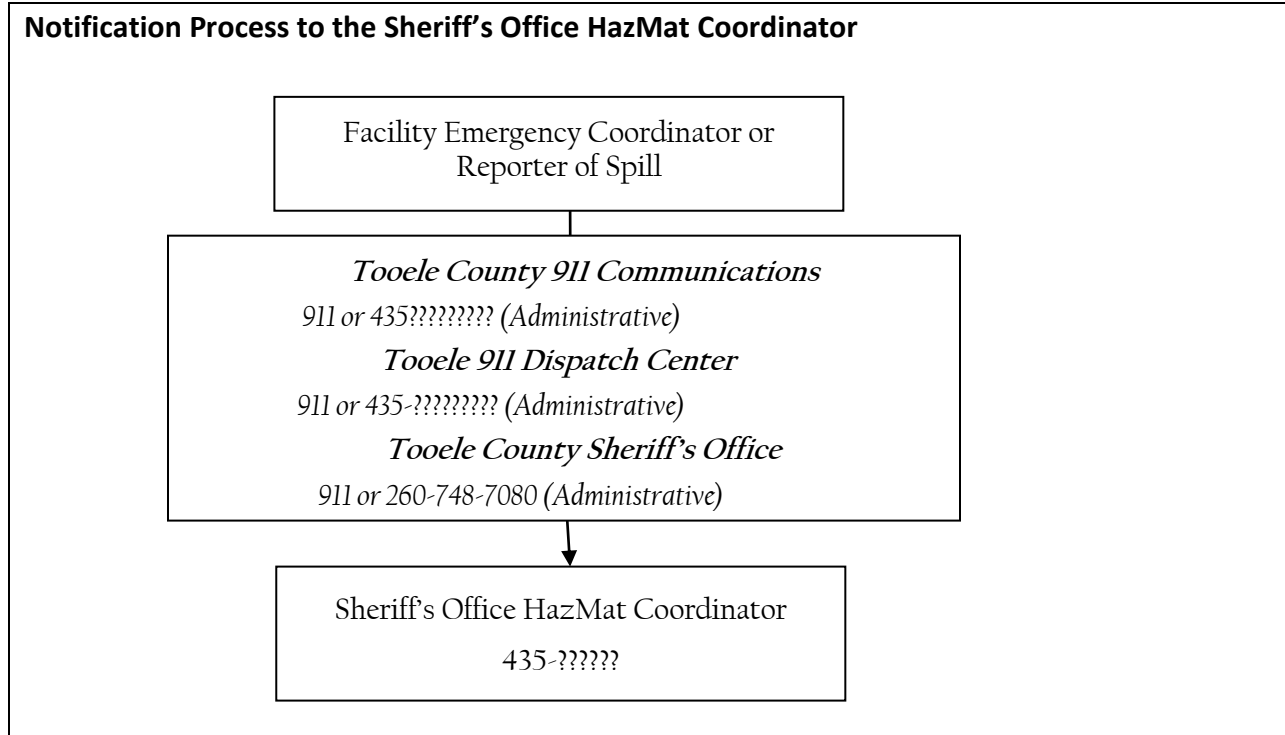 Notification Process to the Sheriff’s Office HazMat Coordinator
Facility Emergency Coordinator or
Reporter of Spill
Tooele County 911 Communications
911 or 435????????? (Administrative)
Tooele 911 Dispatch Center
911 or 435-????????? (Administrative)
Tooele County Sheriff’s Office
911 or 260-748-7080 (Administrative)
Sheriff’s Office HazMat Coordinator
435-??????